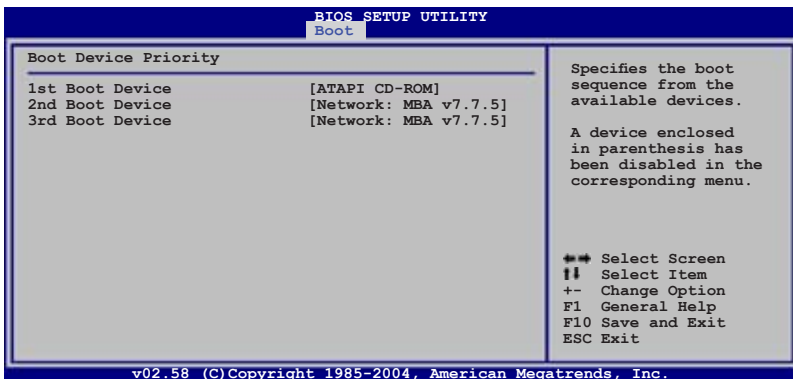 BIOS SETUP UTILITY
Boot
Boot Device Priority
1st Boot Device [ATAPI CD-ROM]
2nd Boot Device [Network: MBA v7.7.5]
3rd Boot Device [Network: MBA v7.7.5]
Specifies the boot
sequence from the
available devices.
A device enclosed
in parenthesis has
been disabled in the
corresponding menu.
Select Screen
Select Item
+- Change Option
F1 General Help
F10 Save and Exit
ESC Exit
v02.58 (C)Copyright 1985-2004, American Megatrends, Inc.